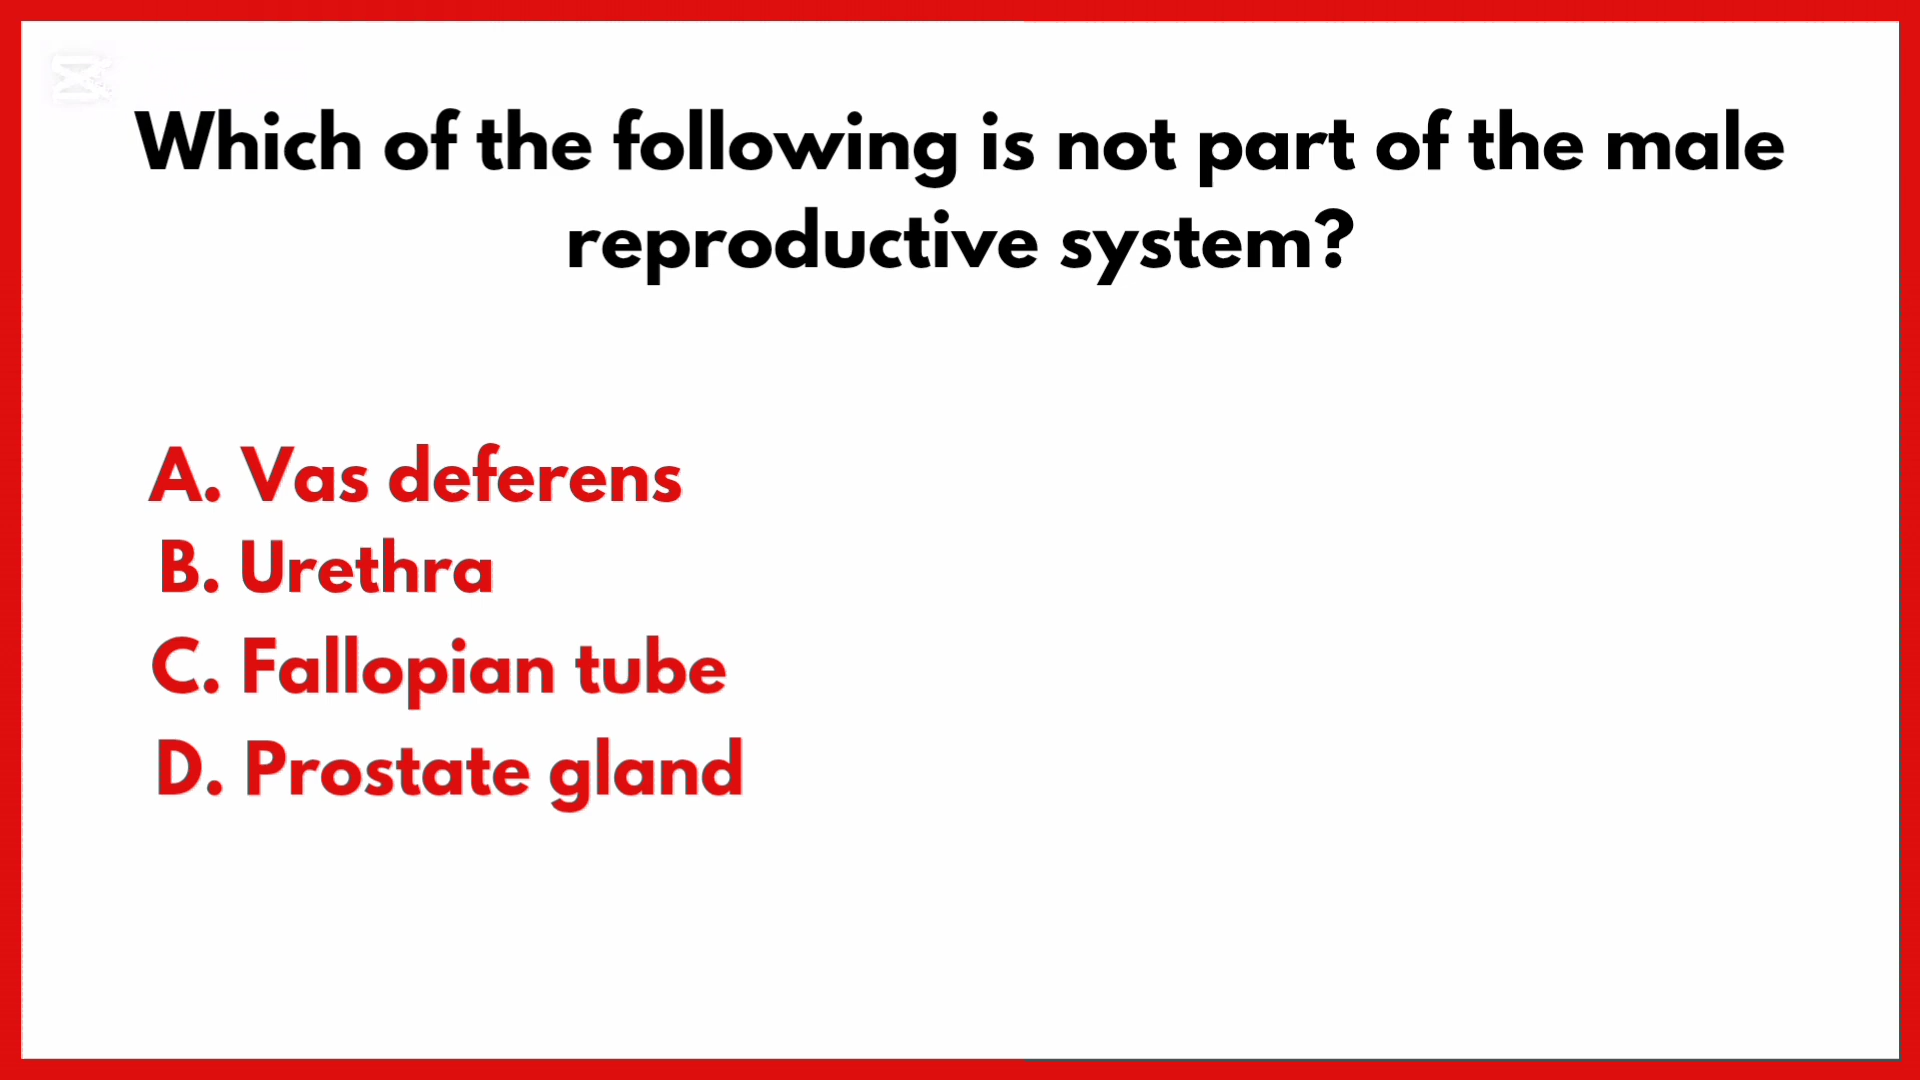 Which of the following is not part of the male
reproductive system?
A. Vas deferens
B. Urethra
C. Fallopian tube
D. Prostate gland